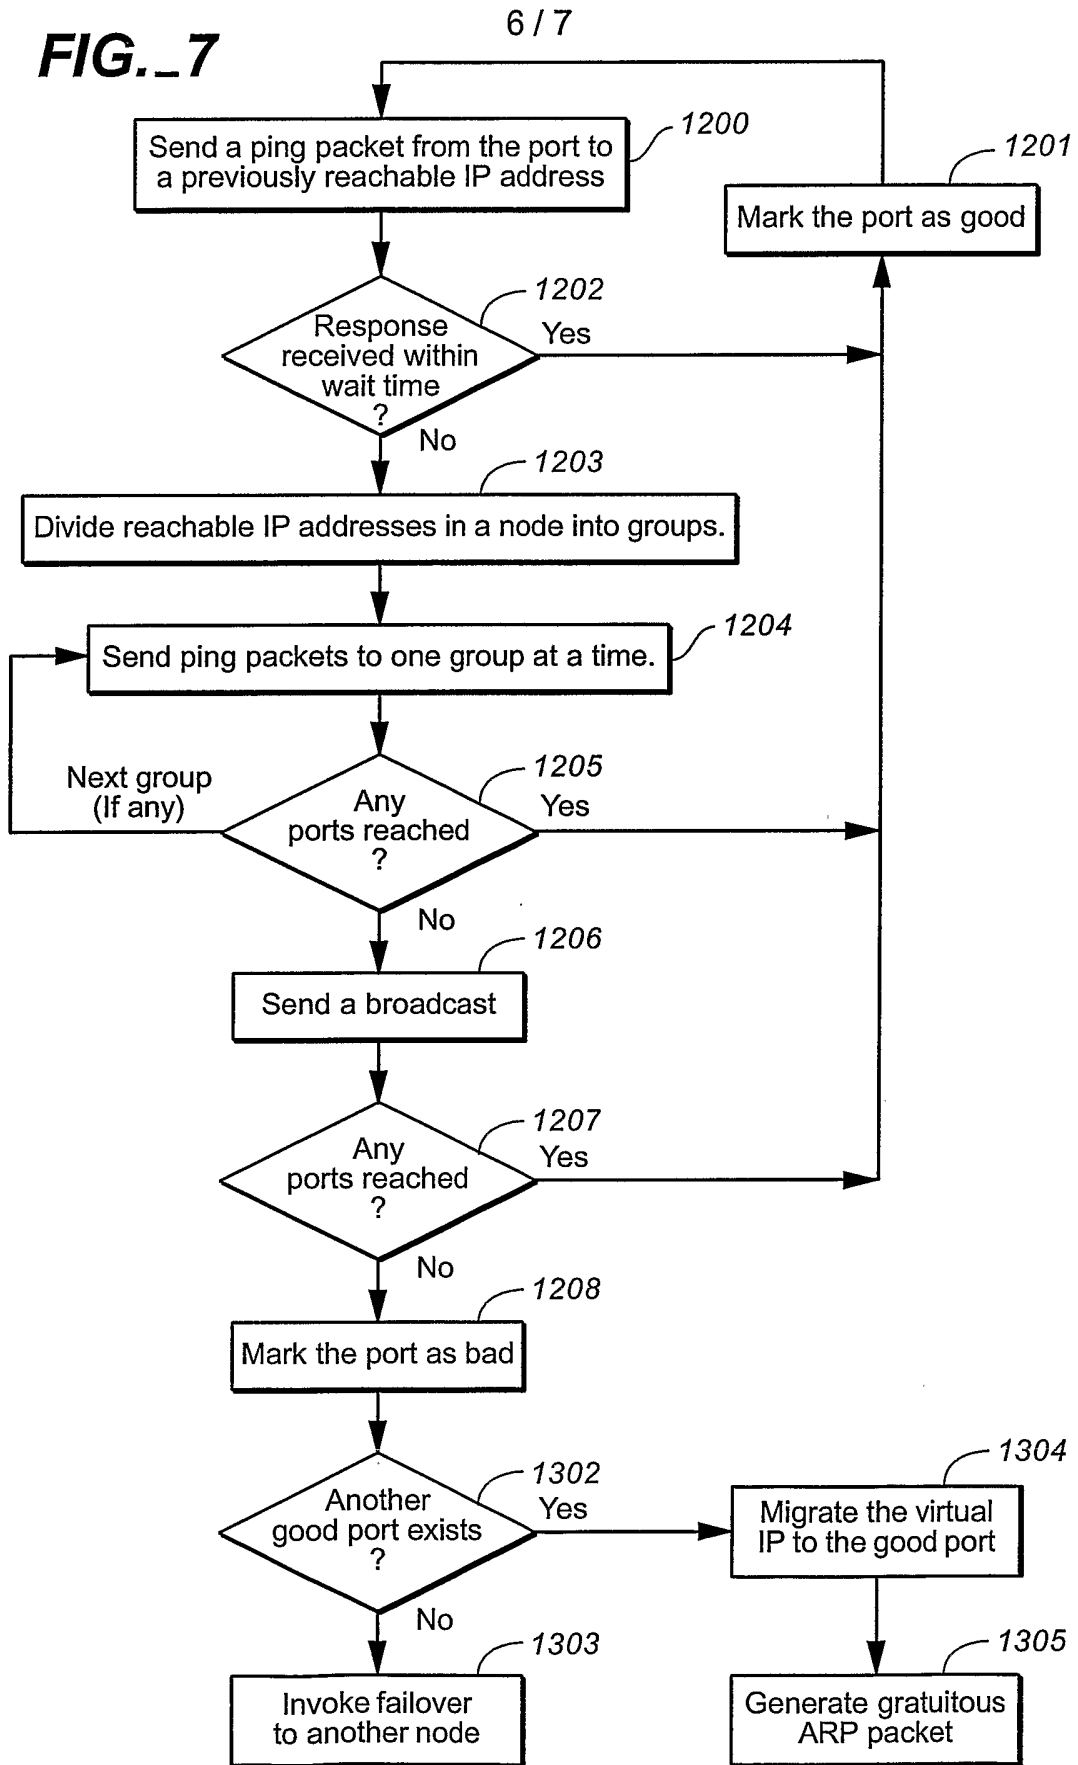 6 / 7
FIG._7
1200
Send a ping packet from the port to
a previously reachable IP address
1201
Mark the port as good
1202
Response
received within
wait time
?
Yes
No
1203
Divide reachable IP addresses in a node into groups.
1204
Send ping packets to one group at a time.
Next group
(If any)
1205
Any
ports reached
?
Yes
No
1206
Send a broadcast
1207
Any
ports reached
?
Yes
No
1208
Mark the port as bad
1302
Another
good port exists
?
Yes
No
1304
Migrate the virtual
IP to the good port
1303
Invoke failover
to another node
1305
Generate gratuitous
ARP packet